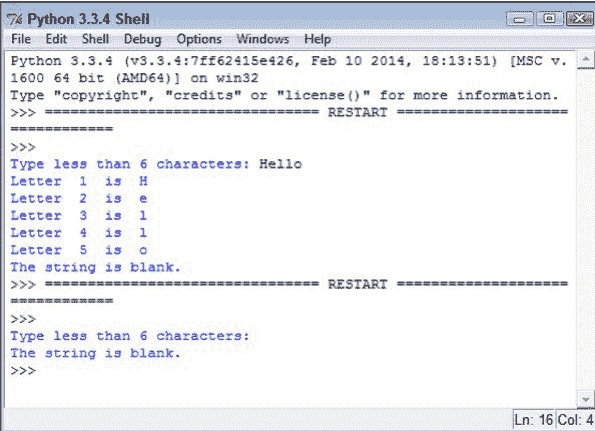 Python 3.3.4 Shell
File Edit Shell Debug Options Windows Help
Python 3.3.4 (v3.3.4:7ff62415e426, Feb 10 2014, 18:13:51) [MSC v.
1600 64 bit (AMD64)] on win32
Type "copyright", "credits" or "license()" for more information.
>>> ================================ RESTART ====================
============
>>>
Type less than 6 characters: Hello
Letter  1  is  H
Letter  2  is  e
Letter  3  is  l
Letter  4  is  l
Letter  5  is  o
The string is blank.
>>> ================================ RESTART ====================
============
>>>
Type less than 6 characters:
The string is blank.
>>>
Ln: 16 Col: 4